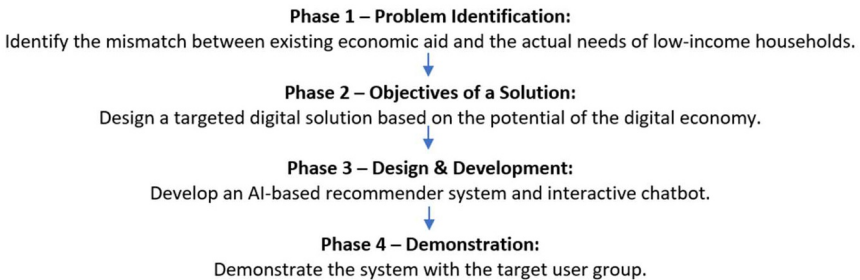 Phase 1 – Problem Identification:
Identify the mismatch between existing economic aid and the actual needs of low-income households.
Phase 2 – Objectives of a Solution:
Design a targeted digital solution based on the potential of the digital economy.
Phase 3 – Design & Development:
Develop an AI-based recommender system and interactive chatbot.
Phase 4 – Demonstration:
Demonstrate the system with the target user group.